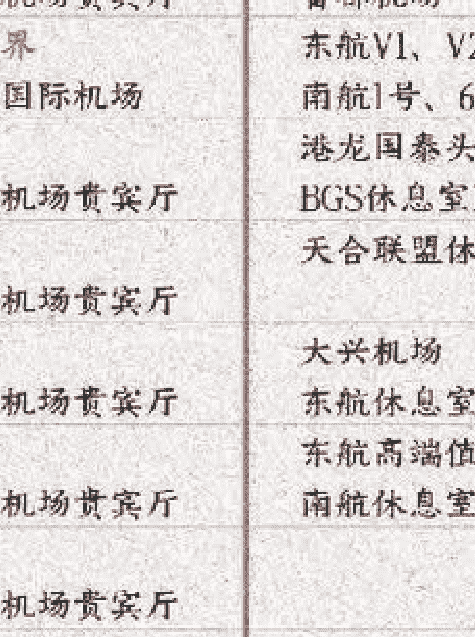 界
国际机场
机场贵宾厅
机场贵宾厅
机场贵宾厅
机场贵宾厅
机场贵宾厅
东航V1、V2
南航1号、6
港龙国泰头
BGS休息室
天合联盟休
大兴机场
东航休息室
东航高端值
南航休息室